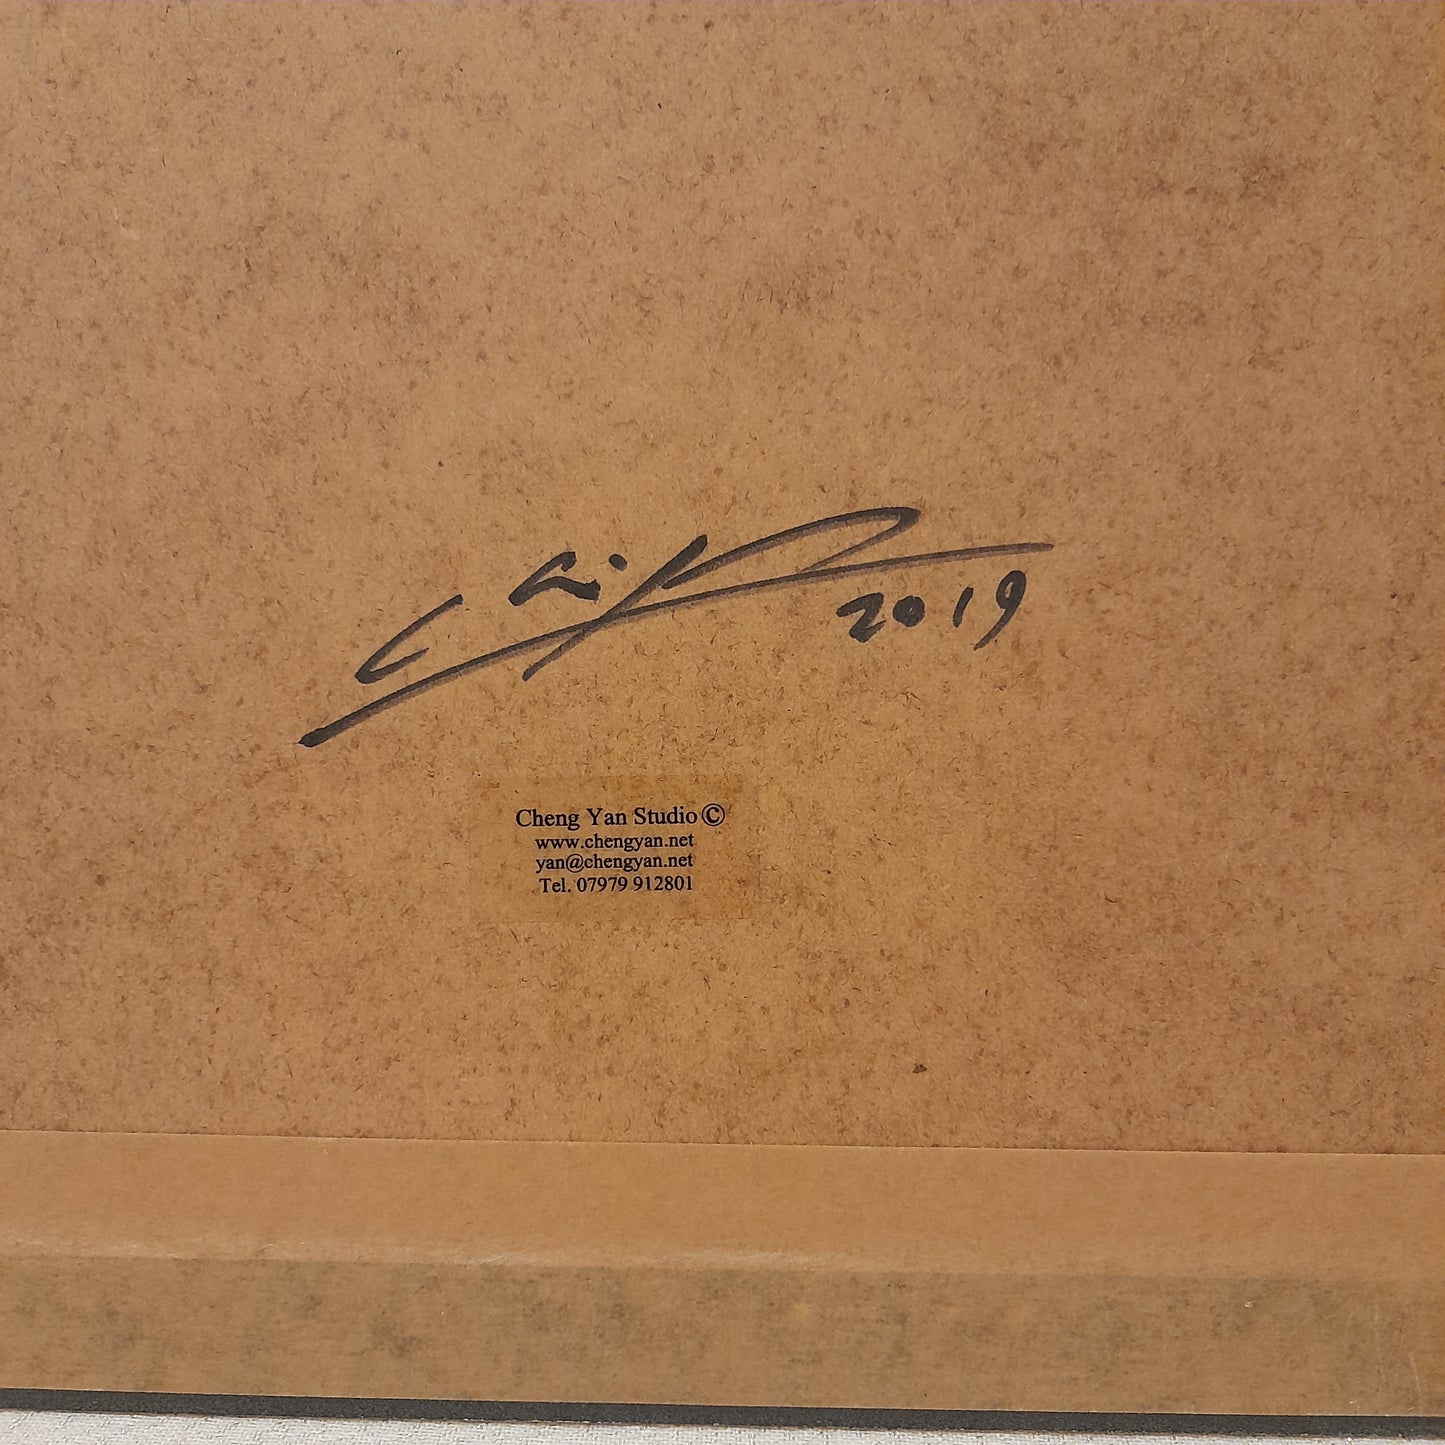 2019
Cheng Yan Studio ©
www.chengyan.net
yan@chengyan.net
Tel. 07979 912801